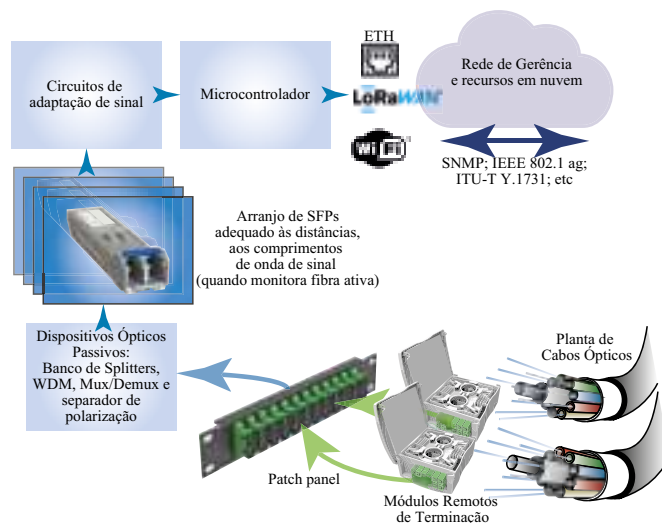 ETH
Circuitos de
adaptação de sinal
Microcontrolador
LoRaWAN
WiFi
Rede de Gerência
e recursos em nuvem
SNMP; IEEE 802.1 ag;
ITU-T Y.1731; etc
Arranjo de SFPs
adequado às distâncias,
aos comprimentos
de onda de sinal
(quando monitora fibra ativa)
Dispositivos Ópticos
Passivos:
Banco de Splitters,
WDM, Mux/Demux e
separador de
polarização
Planta de
Cabos Ópticos
Patch panel
Módulos Remotos
de Terminação